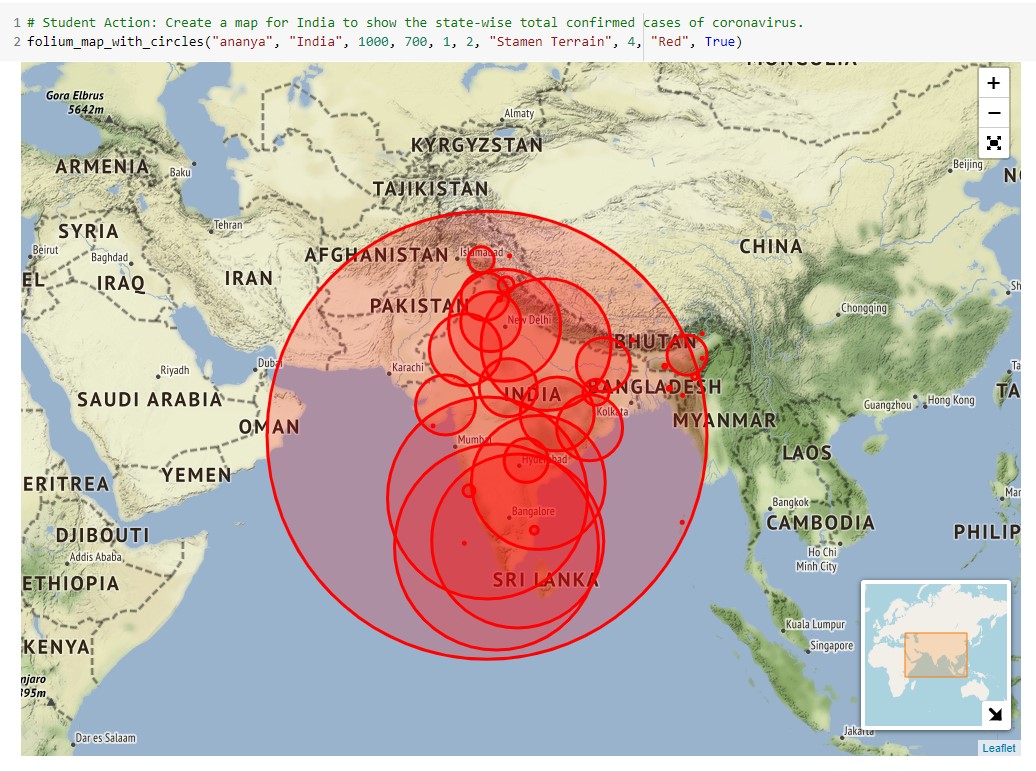 1 # Student Action: Create a map for India to show the state-wise total confirmed cases of coronavirus.
2 folium_map_with_circles("ananya", "India", 1000, 700, 1, 2, "Stamen Terrain", 4, "Red", True)
Gora Elbrus
5642m
Almaty
+
−
KYRGYZSTAN
ARMENIA
Baku
Beijing
TAJIKISTAN
SYRIA
Tehran
Beirut
Baghdad
AFGHANISTAN
Islamabad
CHINA
EL
IRAQ
IRAN
PAKISTAN
Chongqing
New Delhi
BHUTAN
Dubai
Karachi
Riyadh
SAUDI ARABIA
INDIA
BANGLADESH
Kolkata
Guangzhou
Hong Kong
TA
OMAN
MYANMAR
Mumbai
Hyderabad
LAOS
YEMEN
ERITREA
Bangkok
Bangalore
CAMBODIA
DJIBOUTI
PHILIP
Addis Ababa
Ho Chi
Minh City
ETHIOPIA
SRI LANKA
Kuala Lumpur
KENYA
Singapore
njaro
895m
Dar es Salaam
Jakarta
Leaflet